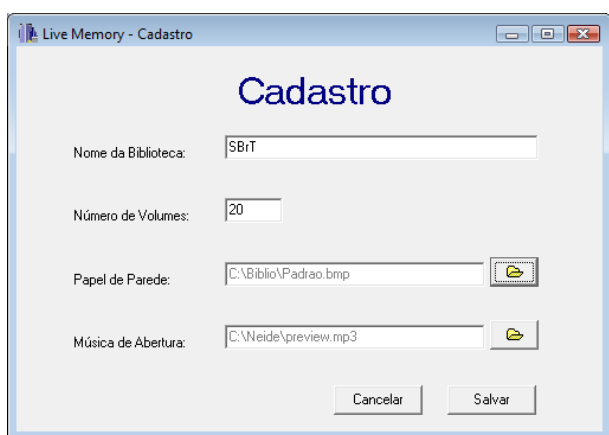 Live Memory - Cadastro
Cadastro
Nome da Biblioteca: SBrT
Número de Volumes: 20
Papel de Parede: C:\Biblio\Padrao.bmp
Música de Abertura: C:\Neide\preview.mp3
Cancelar Salvar